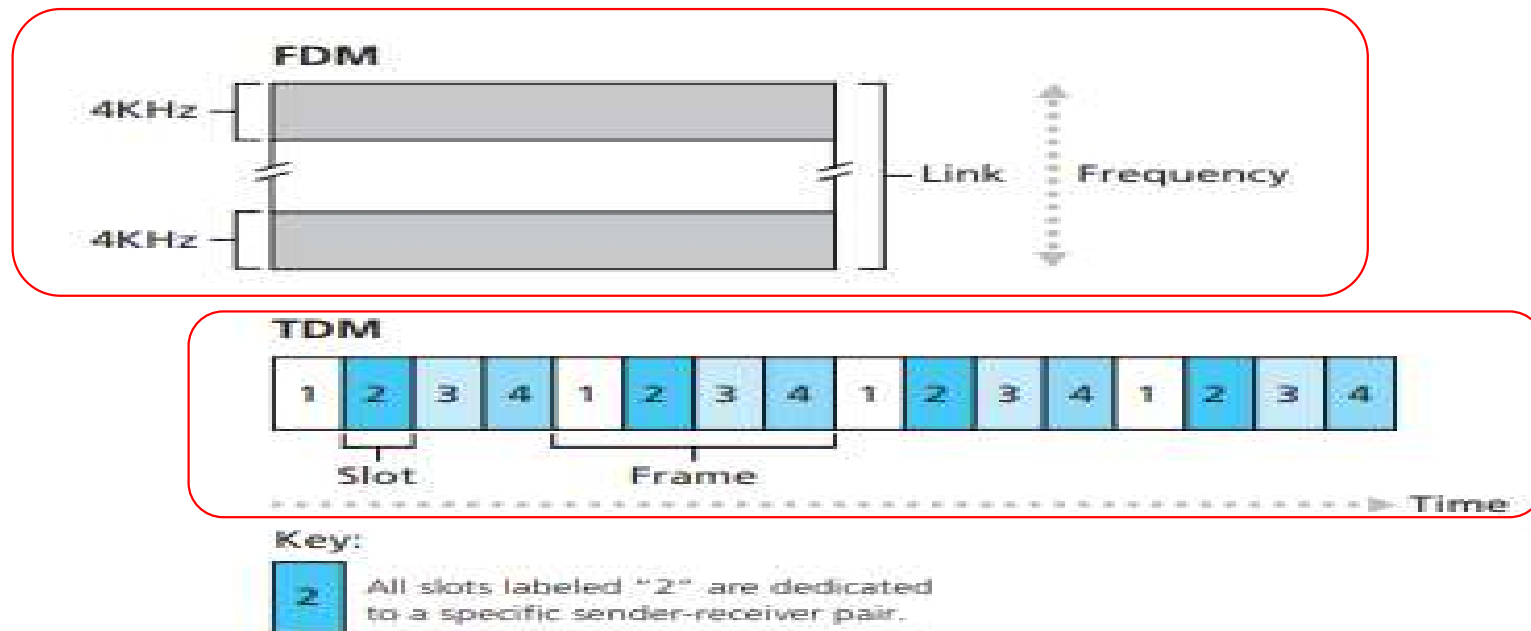 FDM
4KHz
Link
Frequency
4KHz
TDM
1 2 3 4 1 2 3 4 1 2 3 4 1 2 3 4
Slot
Frame
Time
Key:
2
All slots labeled "2" are dedicated
to a specific sender-receiver pair.